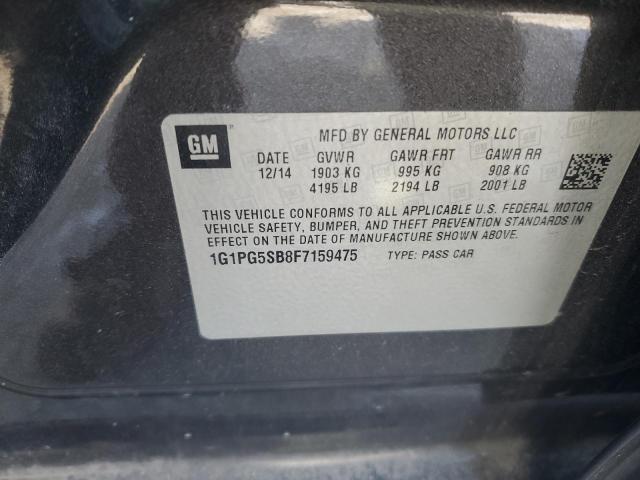 GM
MFD BY GENERAL MOTORS LLC
DATE GVWR GAWR FRT GAWR RR
12/14 1903 KG 995 KG 908 KG
4195 LB 2194 LB 2001 LB
THIS VEHICLE CONFORMS TO ALL APPLICABLE U.S. FEDERAL MOTOR
VEHICLE SAFETY, BUMPER, AND THEFT PREVENTION STANDARDS IN
EFFECT ON THE DATE OF MANUFACTURE SHOWN ABOVE.
1G1PG5SB8F7159475 TYPE: PASS CAR